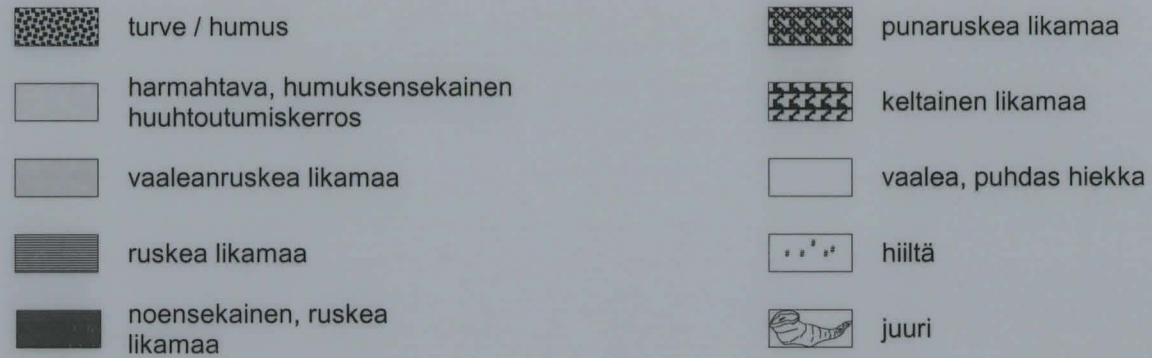 turve / humus
harmahtava, humuksensekainen
huuhtoutumiskerros
vaaleanruskea likamaa
ruskea likamaa
noensekainen, ruskea
likamaa
punaruskea likamaa
keltainen likamaa
vaalea, puhdas hiekka
hiiltä
juuri